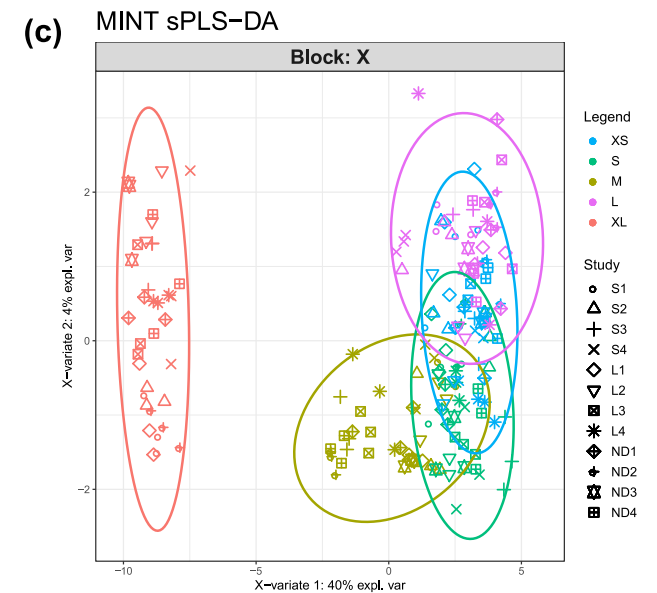 (c) MINT sPLS−DA
Block: X
Legend
XS
S
M
L
XL
Study
S1
S2
S3
S4
L1
L2
L3
L4
ND1
ND2
ND3
ND4
X−variate 2: 4% expl. var
2
0
−2
−10
−5
0
5
X−variate 1: 40% expl. var